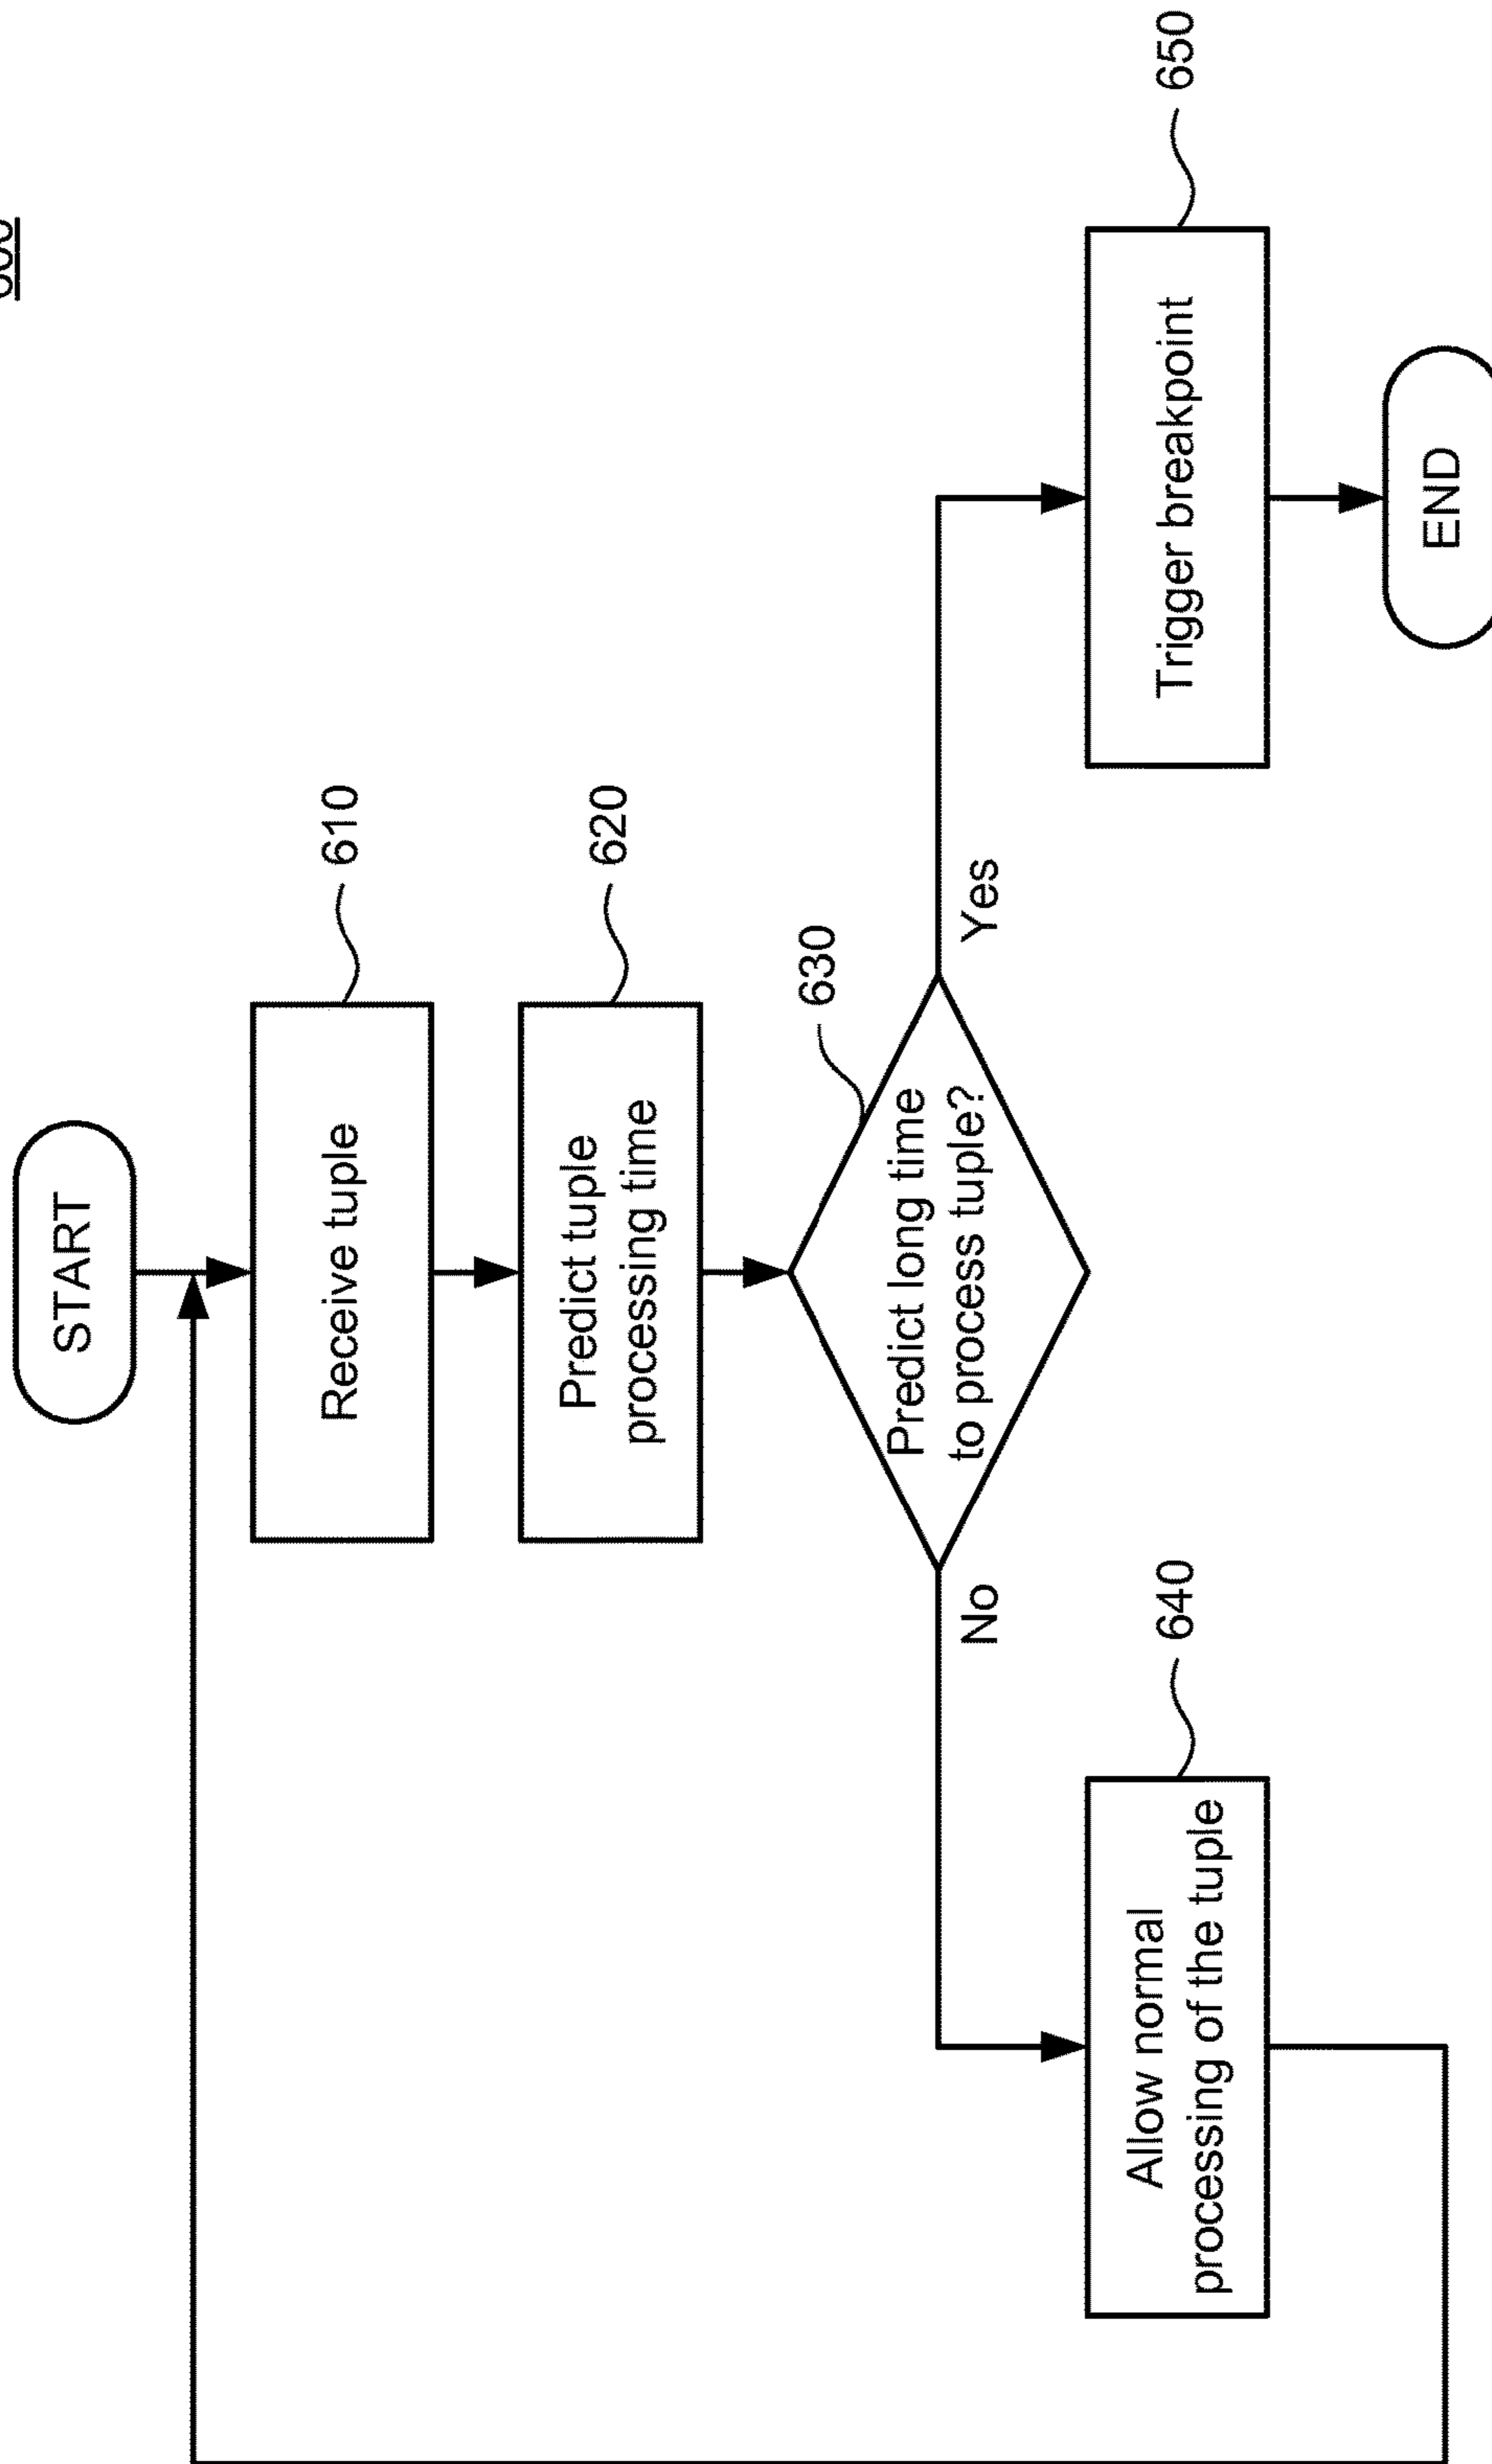 START
Receive tuple
610
Predict tuple
processing time
620
Predict long time
to process tuple?
630
No
Yes
Allow normal
processing of the tuple
640
Trigger breakpoint
650
END